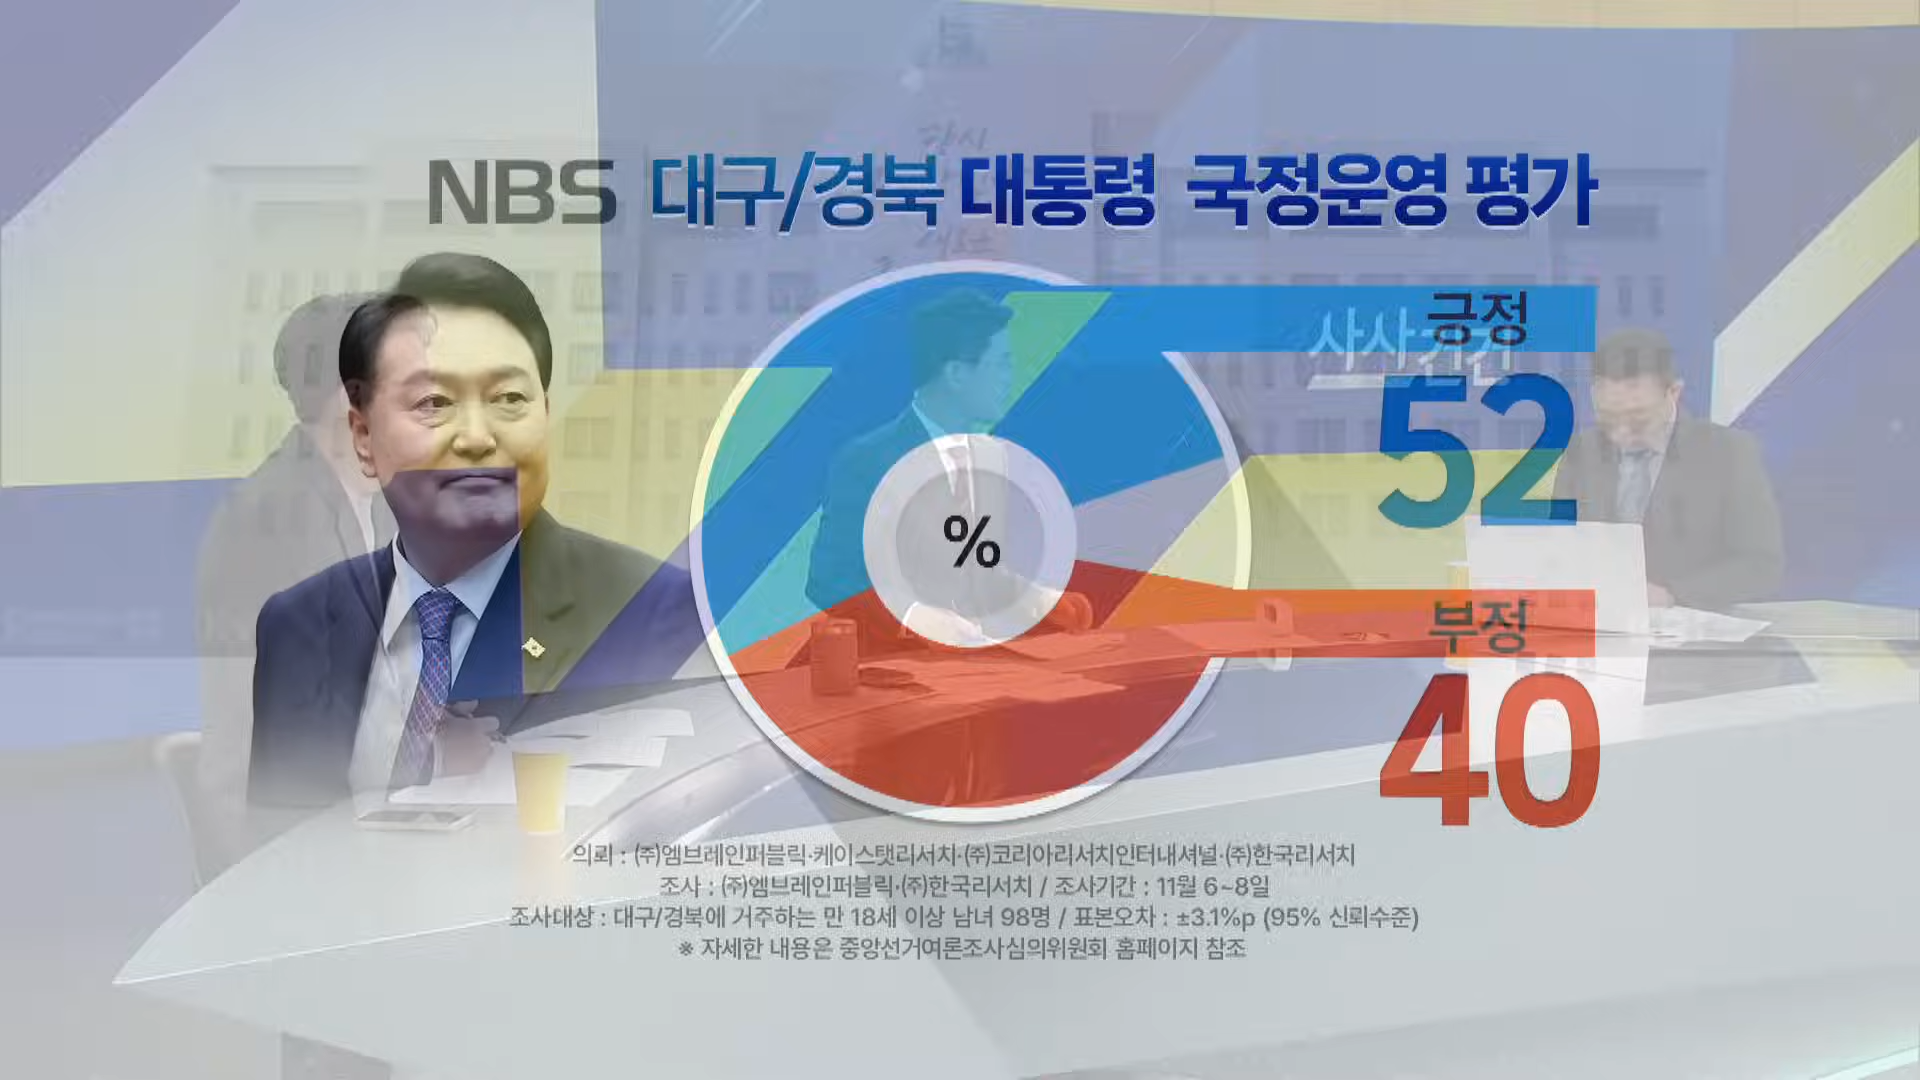 NBS 대구/경북 대통령 국정운영 평가
긍정
사사건건
52
%
부정
40
의뢰 : ㈜엠브레인퍼블릭·케이스탯리서치·㈜코리아리서치인터내셔널·㈜한국리서치
조사 : ㈜엠브레인퍼블릭·㈜한국리서치 / 조사기간 : 11월 6~8일
조사대상 : 대구/경북에 거주하는 만 18세 이상 남녀 98명 / 표본오차 : ±3.1%p (95% 신뢰수준)
※ 자세한 내용은 중앙선거여론조사심의위원회 홈페이지 참조